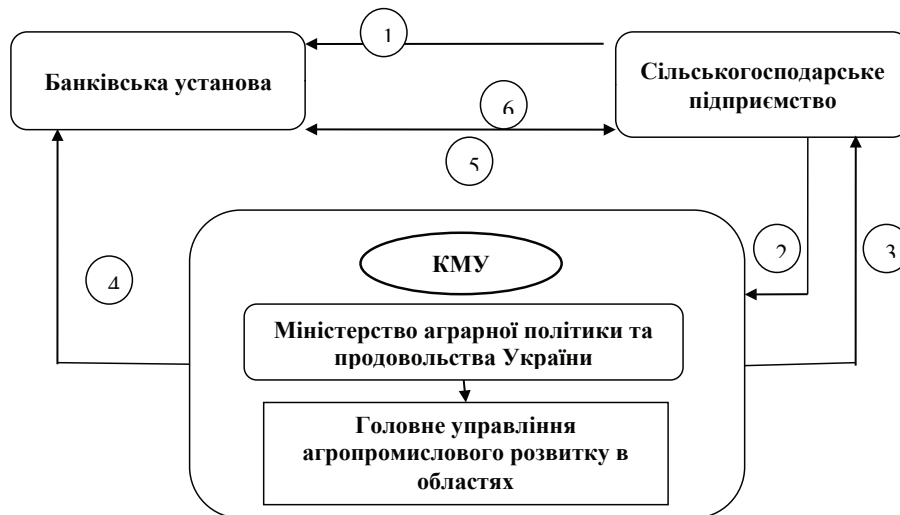 1
Банківська установа
Сільськогосподарське
підприємство
6
5
2
3
4
КМУ
Міністерство аграрної політики та
продовольства України
Головне управління
агропромислового розвитку в
областях